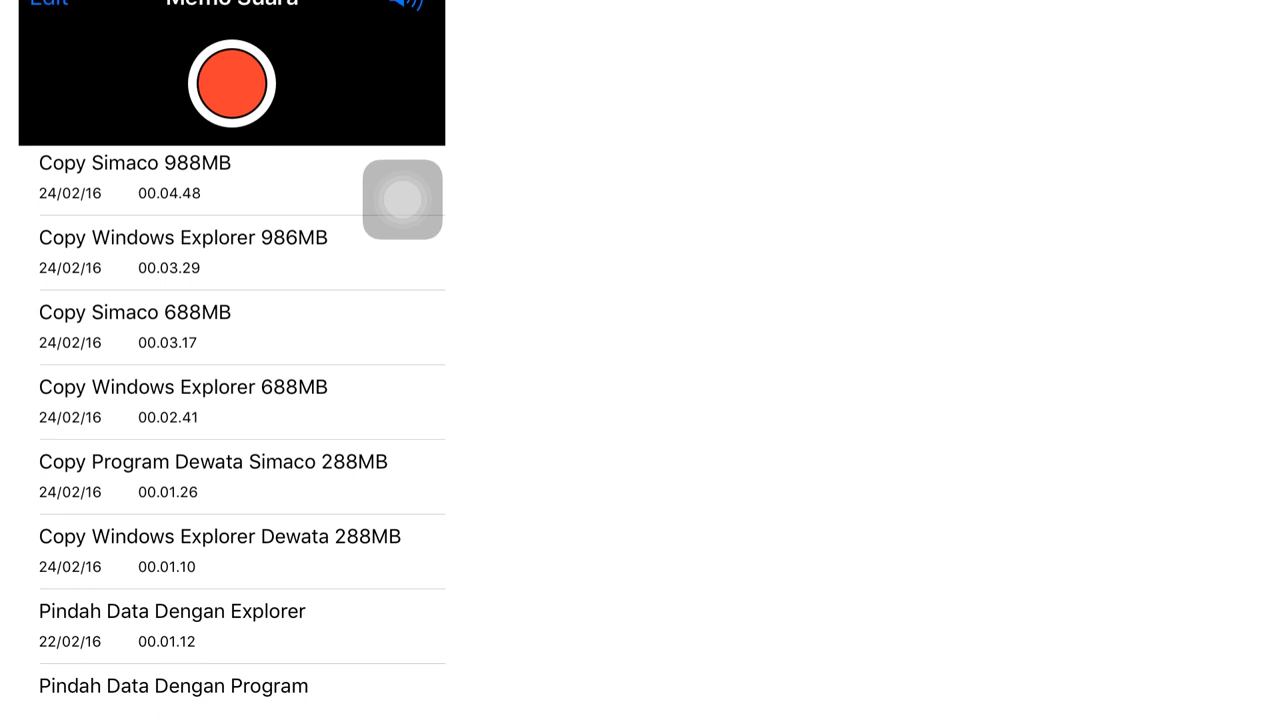 Edit Memo Suara
Copy Simaco 988MB
24/02/16 00.04.48
Copy Windows Explorer 986MB
24/02/16 00.03.29
Copy Simaco 688MB
24/02/16 00.03.17
Copy Windows Explorer 688MB
24/02/16 00.02.41
Copy Program Dewata Simaco 288MB
24/02/16 00.01.26
Copy Windows Explorer Dewata 288MB
24/02/16 00.01.10
Pindah Data Dengan Explorer
22/02/16 00.01.12
Pindah Data Dengan Program